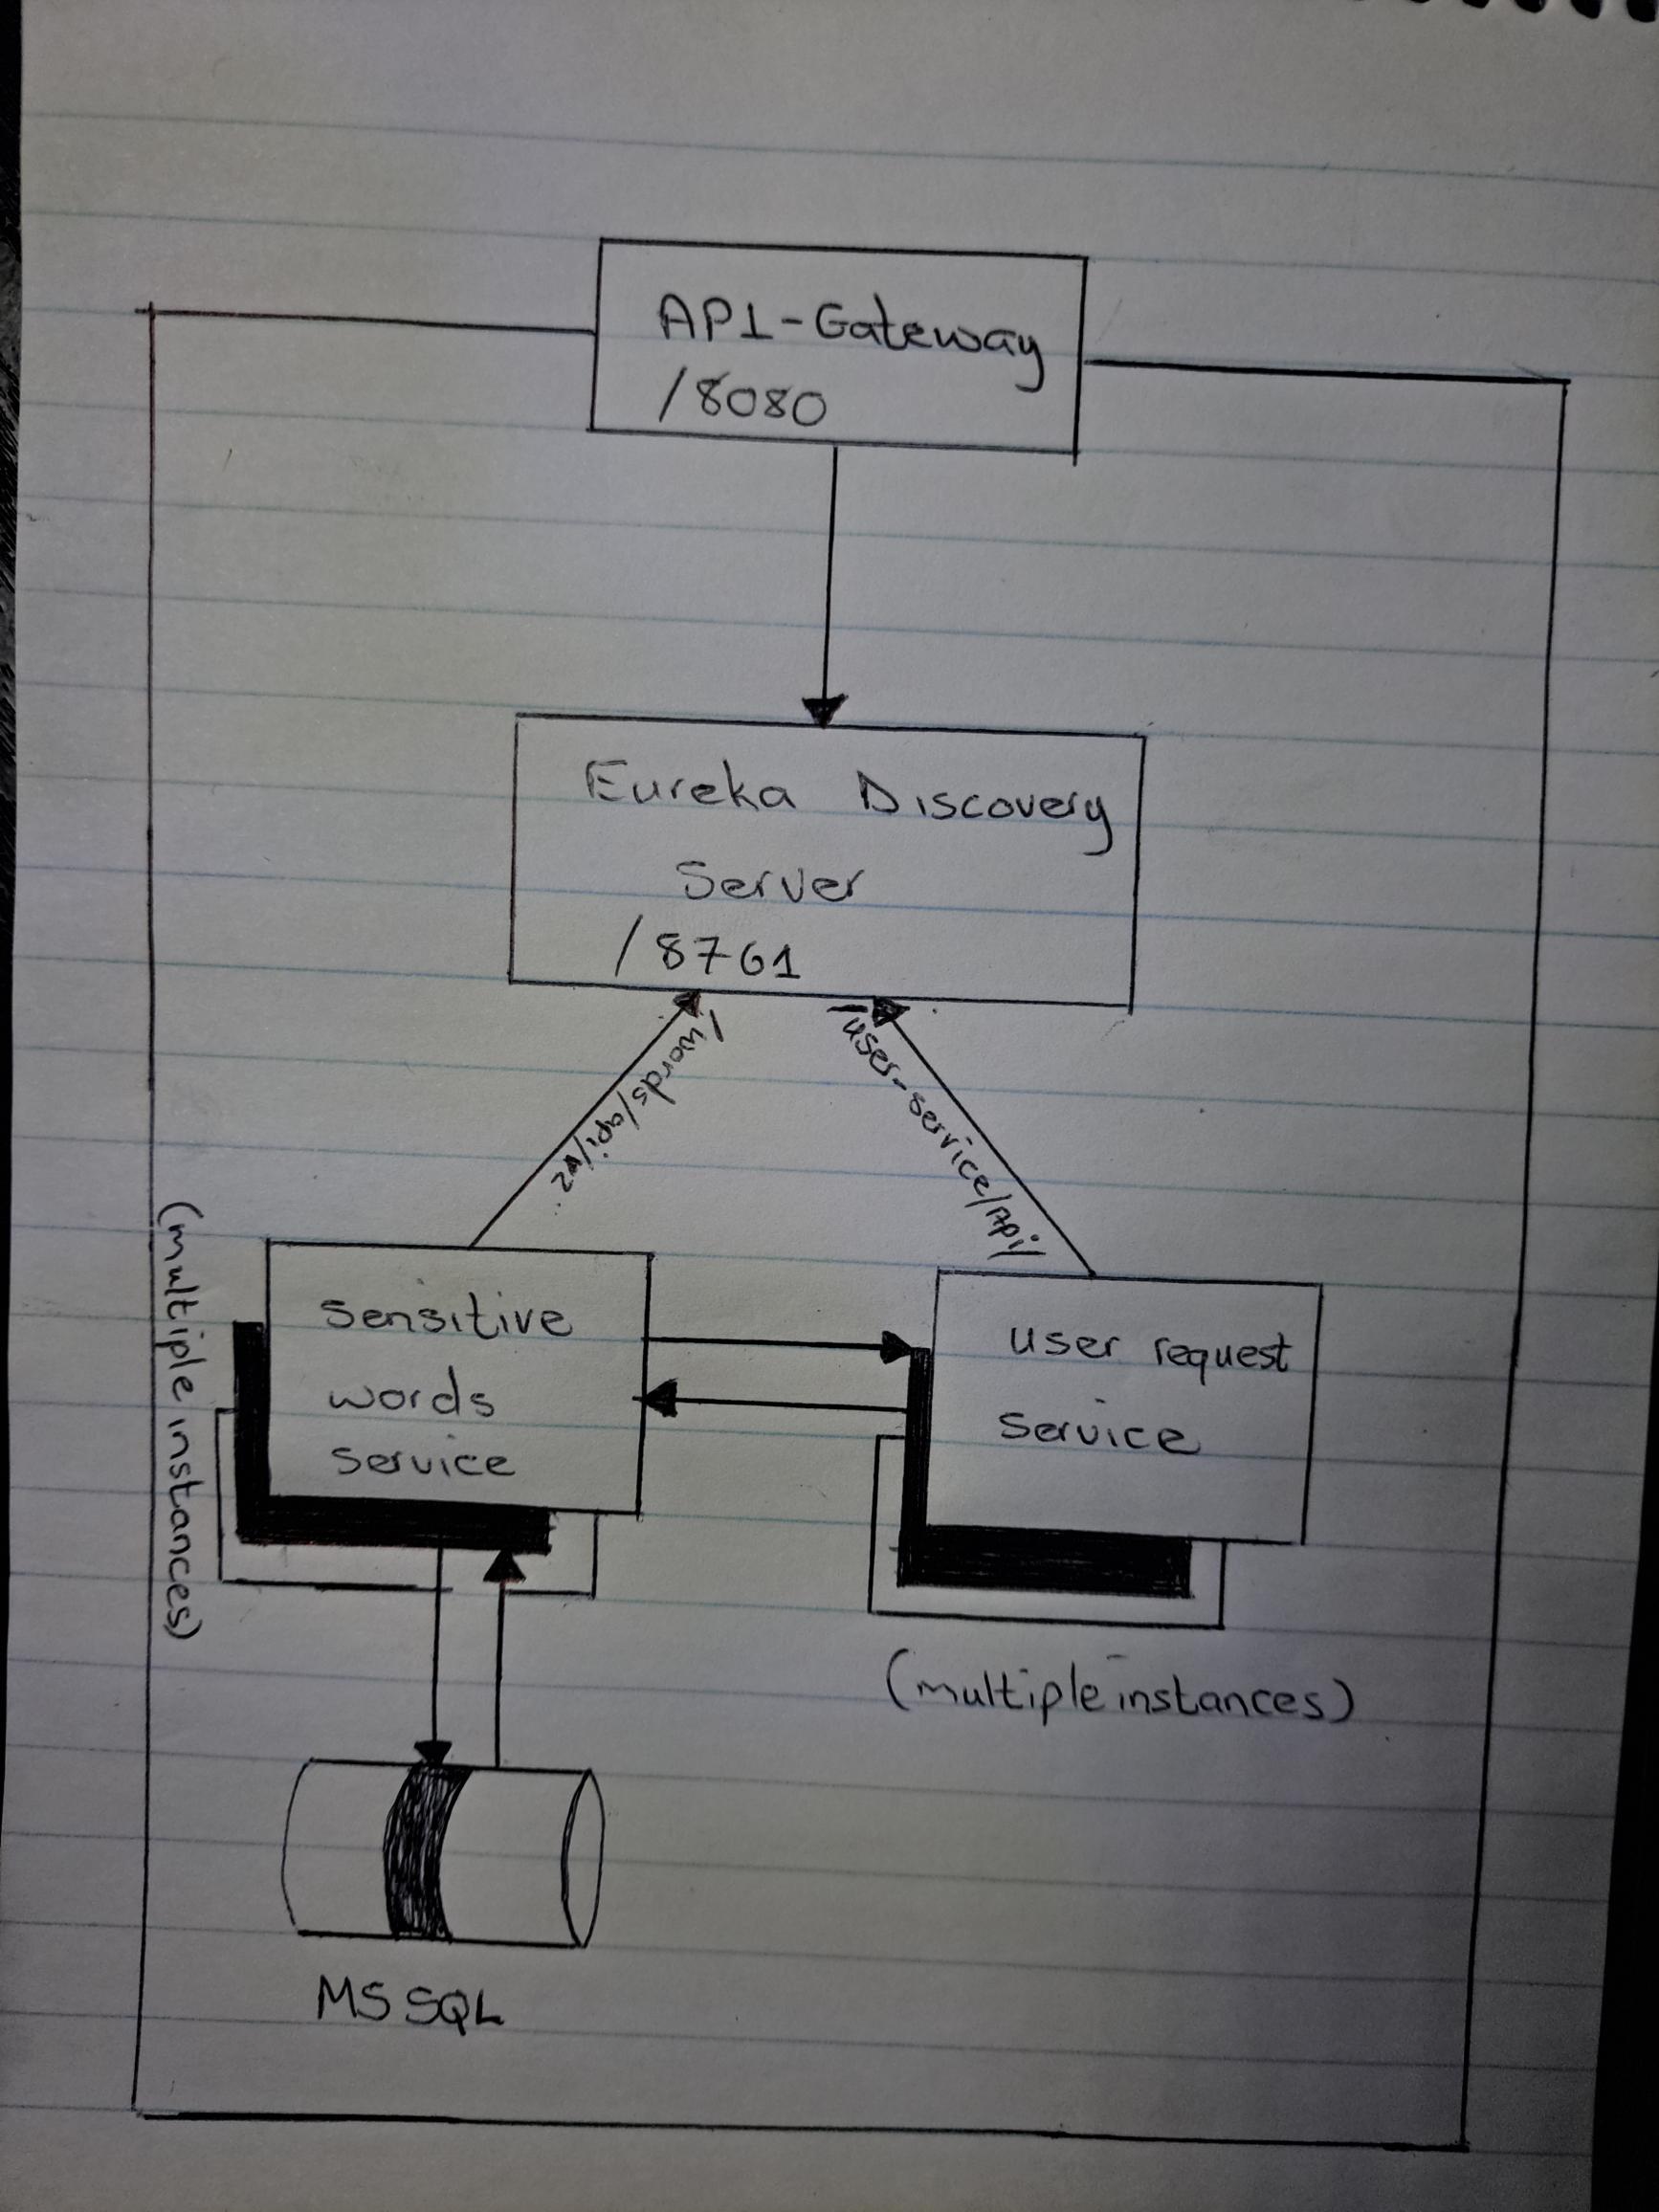 API-Gateway
/8080
Eureka Discovery
Server
/8761
/words/api/v2
/user-service/Api/
(multiple instances)
Sensitive
words
service
user request
service
(multiple instances)
MS SQL